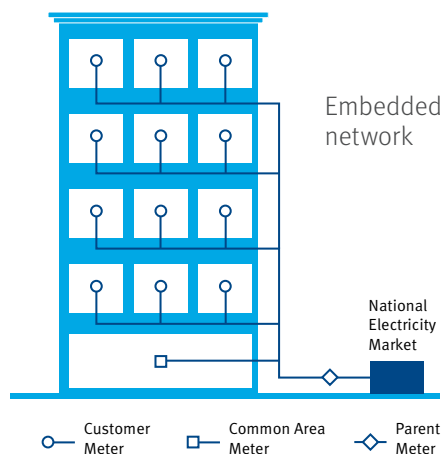 Embedded
network
National
Electricity
Market
Customer
Meter
Common Area
Meter
Parent
Meter